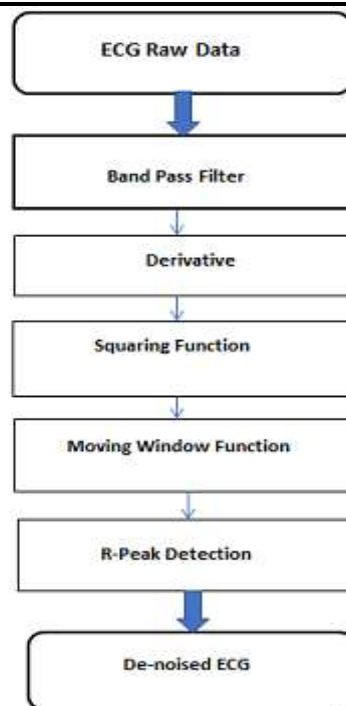 ECG Raw Data
Band Pass Filter
Derivative
Squaring Function
Moving Window Function
R-Peak Detection
De-noised ECG